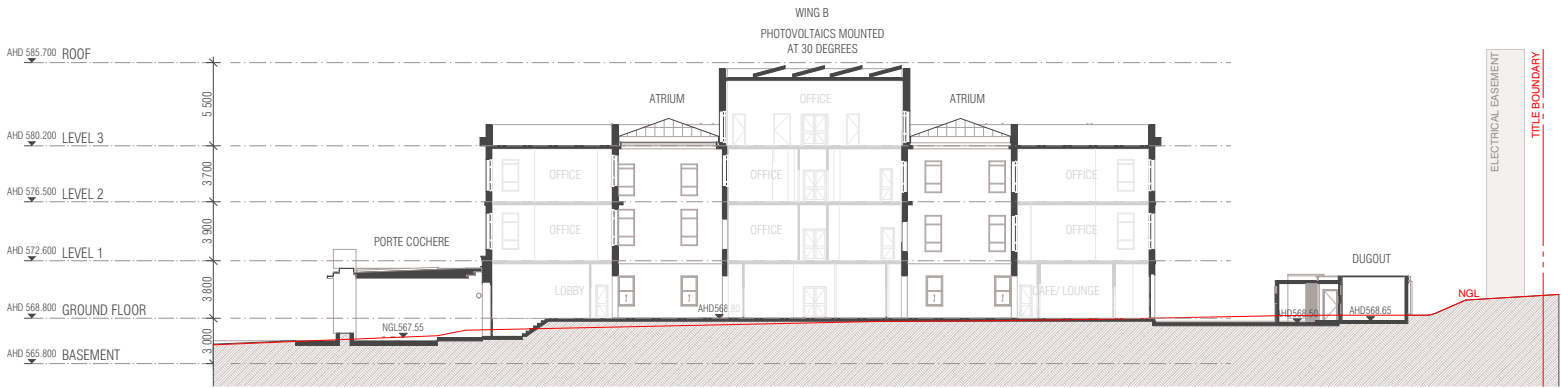 WING B
PHOTOVOLTAICS MOUNTED
AT 30 DEGREES
AHD 585.700 ROOF
5 500
ATRIUM
OFFICE
ATRIUM
ELECTRICAL EASEMENT
TITLE BOUNDARY
AHD 580.200 LEVEL 3
3 700
OFFICE
OFFICE
OFFICE
AHD 576.500 LEVEL 2
3 900
OFFICE
OFFICE
OFFICE
PORTE COCHERE
AHD 572.600 LEVEL 1
DUGOUT
3 800
LOBBY
CAFE/ LOUNGE
NGL
AHD 568.800 GROUND FLOOR
AHD568.80
AHD568.50
AHD568.65
NGL567.55
3 000
AHD 565.800 BASEMENT